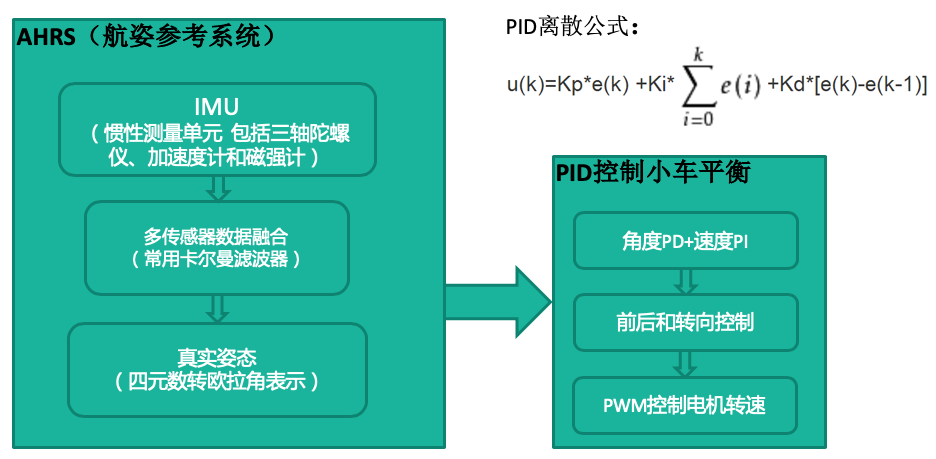 AHRS（航姿参考系统）
IMU
（惯性测量单元 包括三轴陀螺
仪、加速度计和磁强计）
多传感器数据融合
（常用卡尔曼滤波器）
真实姿态
（四元数转欧拉角表示）
PID离散公式：
u(k)=Kp*e(k) +Ki* \sum_{i=0}^{k} e(i) +Kd*[e(k)-e(k-1)]
PID控制小车平衡
角度PD+速度PI
前后和转向控制
PWM控制电机转速